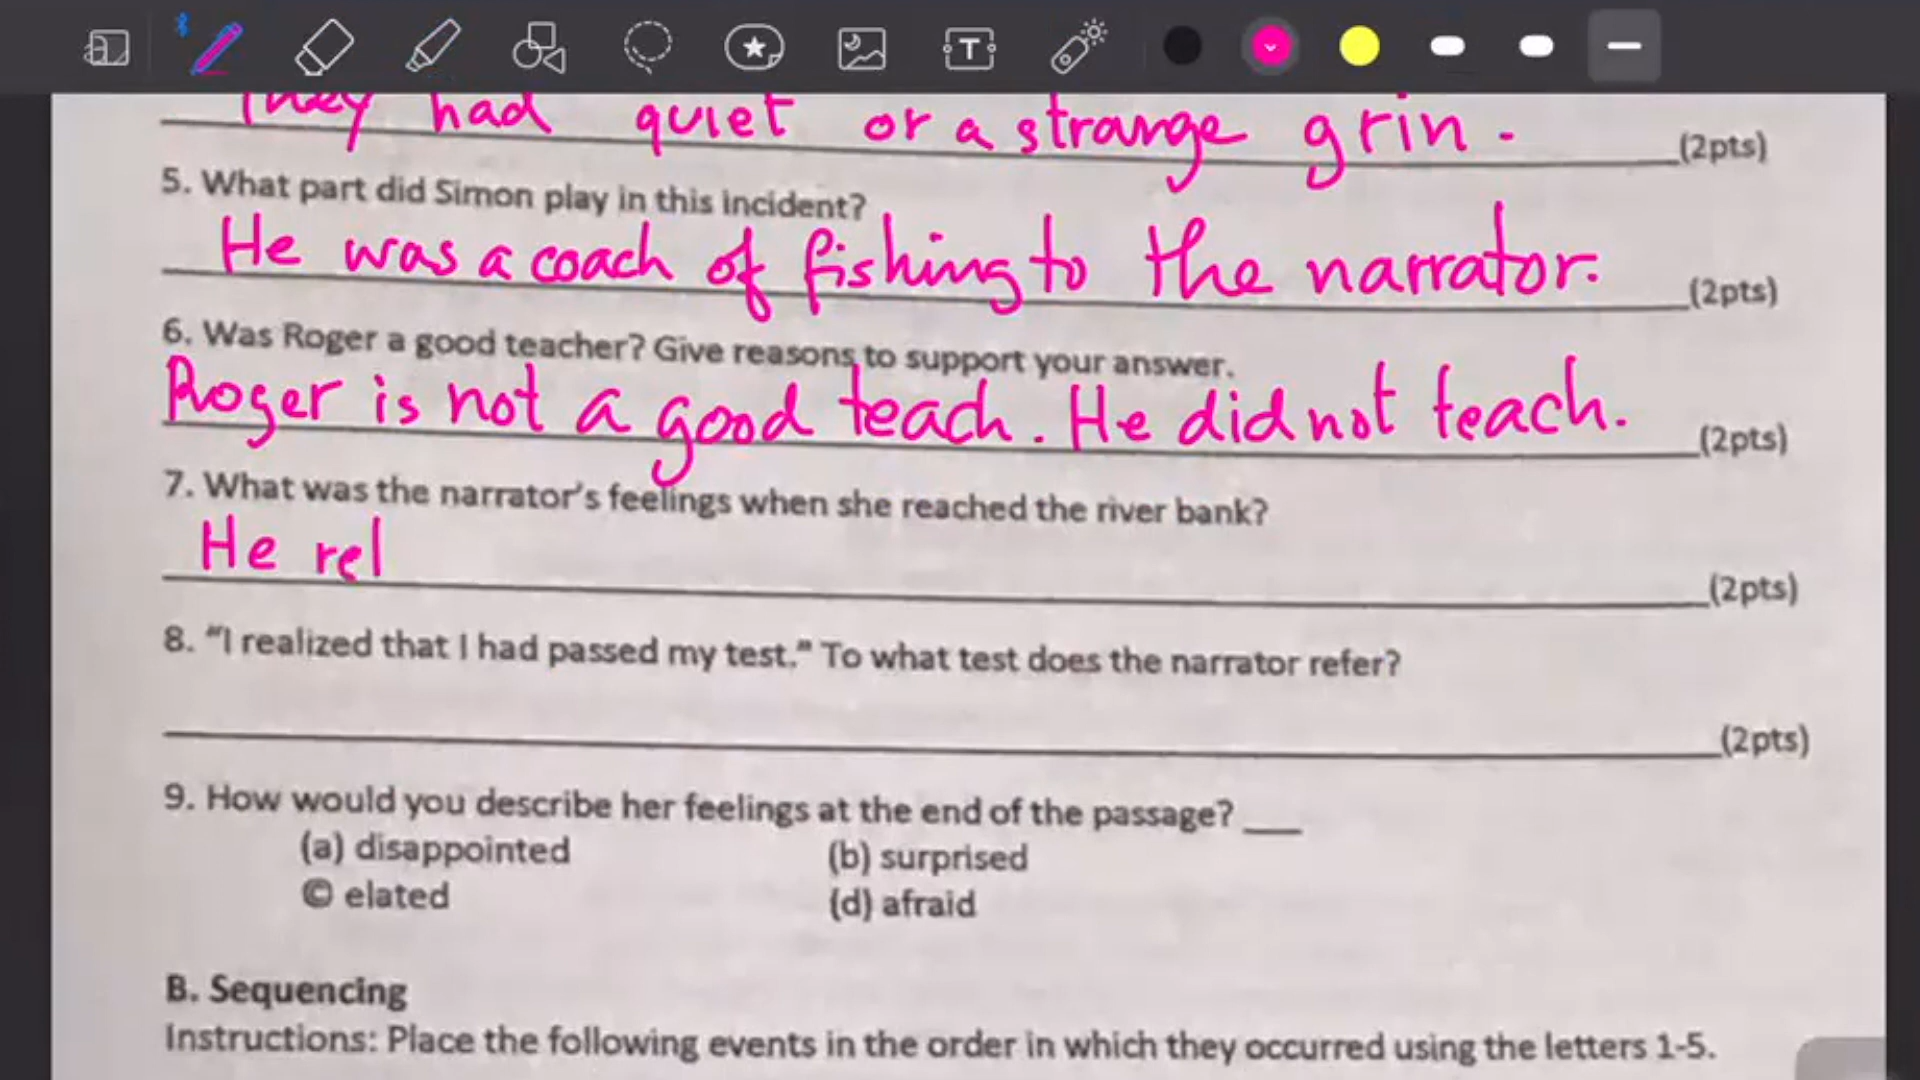 They had quiet or a strange grin. (2pts)
5. What part did Simon play in this incident?
He was a coach of fishing to the narrator. (2pts)
6. Was Roger a good teacher? Give reasons to support your answer.
Roger is not a good teach. He did not teach. (2pts)
7. What was the narrator's feelings when she reached the river bank?
He rel (2pts)
8. "I realized that I had passed my test." To what test does the narrator refer?
(2pts)
9. How would you describe her feelings at the end of the passage? ___
(a) disappointed (b) surprised
© elated (d) afraid
B. Sequencing
Instructions: Place the following events in the order in which they occurred using the letters 1-5.